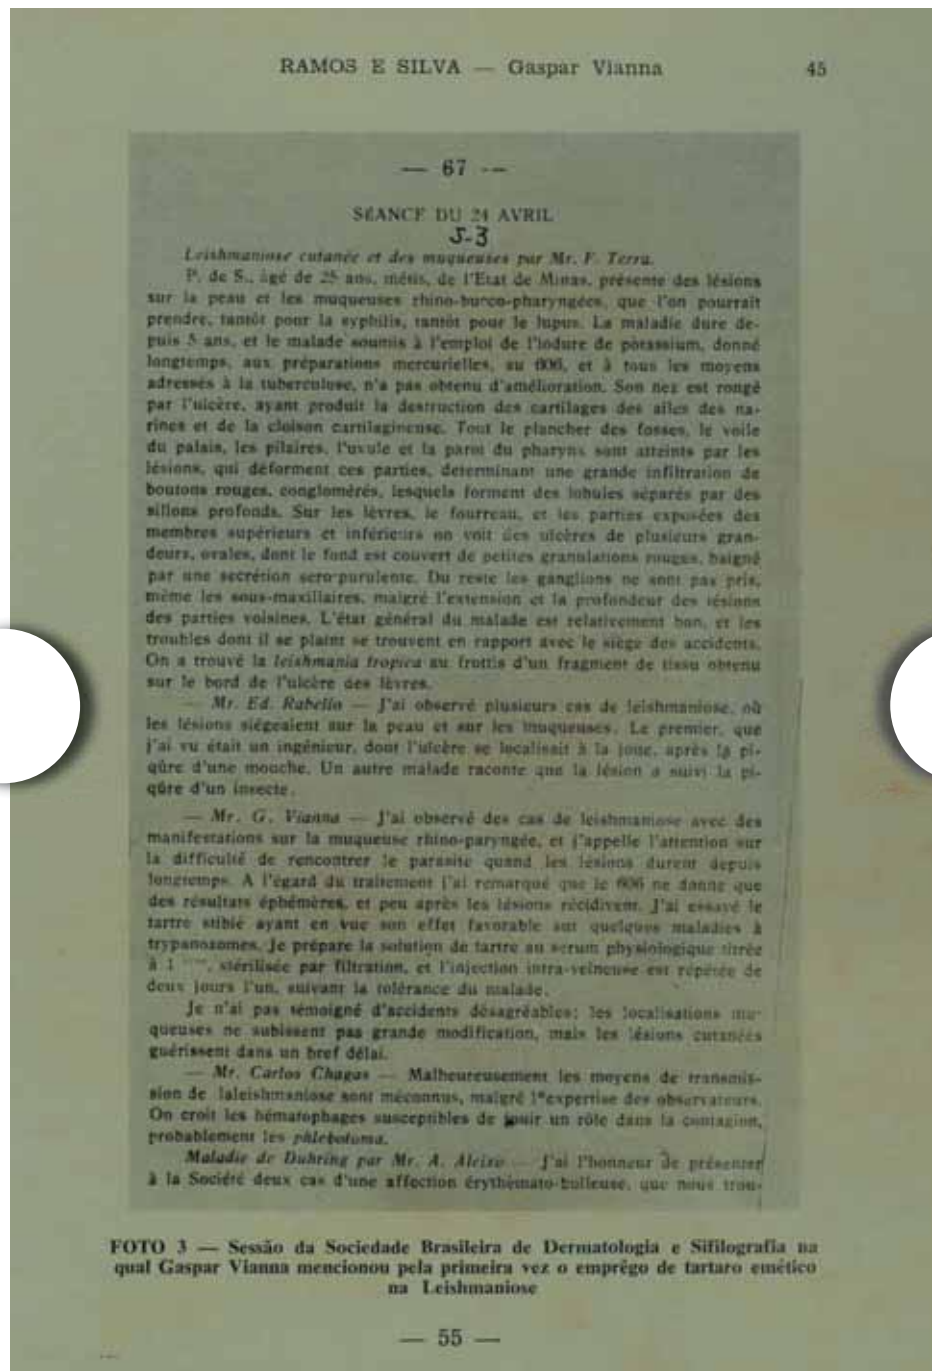 RAMOS E SILVA — Gaspar Vianna 45
— 67 —
SÉANCE DU 24 AVRIL
5-3
Leishmaniose cutanée et des muqueuses par Mr. F. Terra.
P. de S., âgé de 25 ans, métis, de l'Etat de Minas, présente des lésions
sur la peau et les muqueuses rhino-bucco-pharyngées, que l'on pourrait
prendre, tantôt pour la syphilis, tantôt pour le lupus. La maladie dure de-
puis 5 ans, et le malade soumis à l'emploi de l'iodure de potassium, donné
longtemps, aux préparations mercurielles, au 606, et à tous les moyens
adressés à la tuberculose, n'a pas obtenu d'amélioration. Son nez est rongé
par l'ulcère, ayant produit la destruction des cartilages des ailes des na-
rines et de la cloison cartilagineuse. Tout le plancher des fosses, le voile
du palais, les pilaires, l'uvule et la paroi du pharynx sont atteints par les
lésions, qui déforment ces parties, determinant une grande infiltration de
boutons rouges, conglomérés, lesquels forment des lobules séparés par des
sillons profonds. Sur les lèvres, le fourreau, et les parties exposées des
membres supérieurs et inférieurs on voit des ulcères de plusieurs gran-
deurs, ovales, dont le fond est couvert de petites granulations rouges, baigné
par une secrétion sero-purulente. Du reste les ganglions ne sont pas pris,
même les sous-maxillaires, malgré l'extension et la profondeur des lésions
des parties voisines. L'état général du malade est relativement bon, et les
troubles dont il se plaint se trouvent en rapport avec le siège des accidents.
On a trouvé la leishmania tropica au frottis d'un fragment de tissu obtenu
sur le bord de l'ulcère des lèvres.
— Mr. Ed. Rabello — J'ai observé plusieurs cas de leishmaniose, où
les lésions siégeaient sur la peau et sur les muqueuses. Le premier, que
j'ai vu était un ingénieur, dont l'ulcère se localisait à la joue, après la pi-
qûre d'une mouche. Un autre malade raconte que la lésion a suivi la pi-
qûre d'un insecte.
— Mr. G. Vianna — J'ai observé des cas de leishmaniose avec des
manifestations sur la muqueuse rhino-paryngée, et j'appelle l'attention sur
la difficulté de rencontrer le parasite quand les lésions durent depuis
longtemps. A l'égard du traitement j'ai remarqué que le 606 ne donne que
des résultats éphémères, et peu après les lésions récidivent. J'ai essayé le
tartre stibié ayant en vue son effet favorable sur quelques maladies à
trypanozomes. Je prépare la solution de tartre au serum physiologique titrée
à 1 , stérilisée par filtration, et l'injection intra-veineuse est répétée de
deux jours l'un, suivant la tolérance du malade.
Je n'ai pas témoigné d'accidents désagréables; les localisations mu-
queuses ne subissent pas grande modification, mais les lésions cutanées
guérissent dans un bref délai.
— Mr. Carlos Chagas — Malheureusement les moyens de transmis-
sion de laleishmaniose sont méconnus, malgré l"expertise des observateurs.
On croit les hématophages susceptibles de jouir un rôle dans la contagion,
probablement les phlebotoma.
Maladie de Duhring par Mr. A. Aleixo — J'ai l'honneur de présenter
à la Société deux cas d'une affection érythémato-bulleuse, que nous trou-
FOTO 3 — Sessão da Sociedade Brasileira de Dermatologia e Sifilografia na
qual Gaspar Vianna mencionou pela primeira vez o emprêgo de tartaro emético
na Leishmaniose
— 55 —